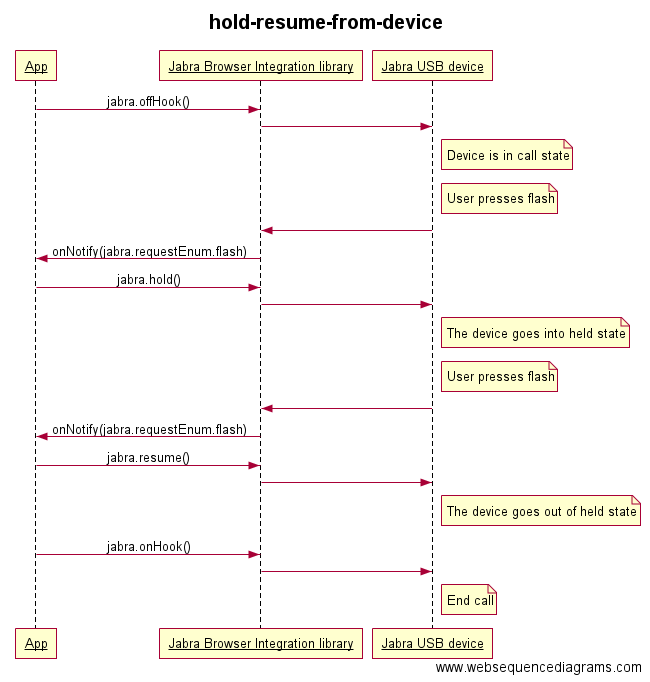 hold-resume-from-device
App
Jabra Browser Integration library
Jabra USB device
jabra.offHook()
Device is in call state
User presses flash
onNotify(jabra.requestEnum.flash)
jabra.hold()
The device goes into held state
User presses flash
onNotify(jabra.requestEnum.flash)
jabra.resume()
The device goes out of held state
jabra.onHook()
End call
App
Jabra Browser Integration library
Jabra USB device
www.websequencediagrams.com